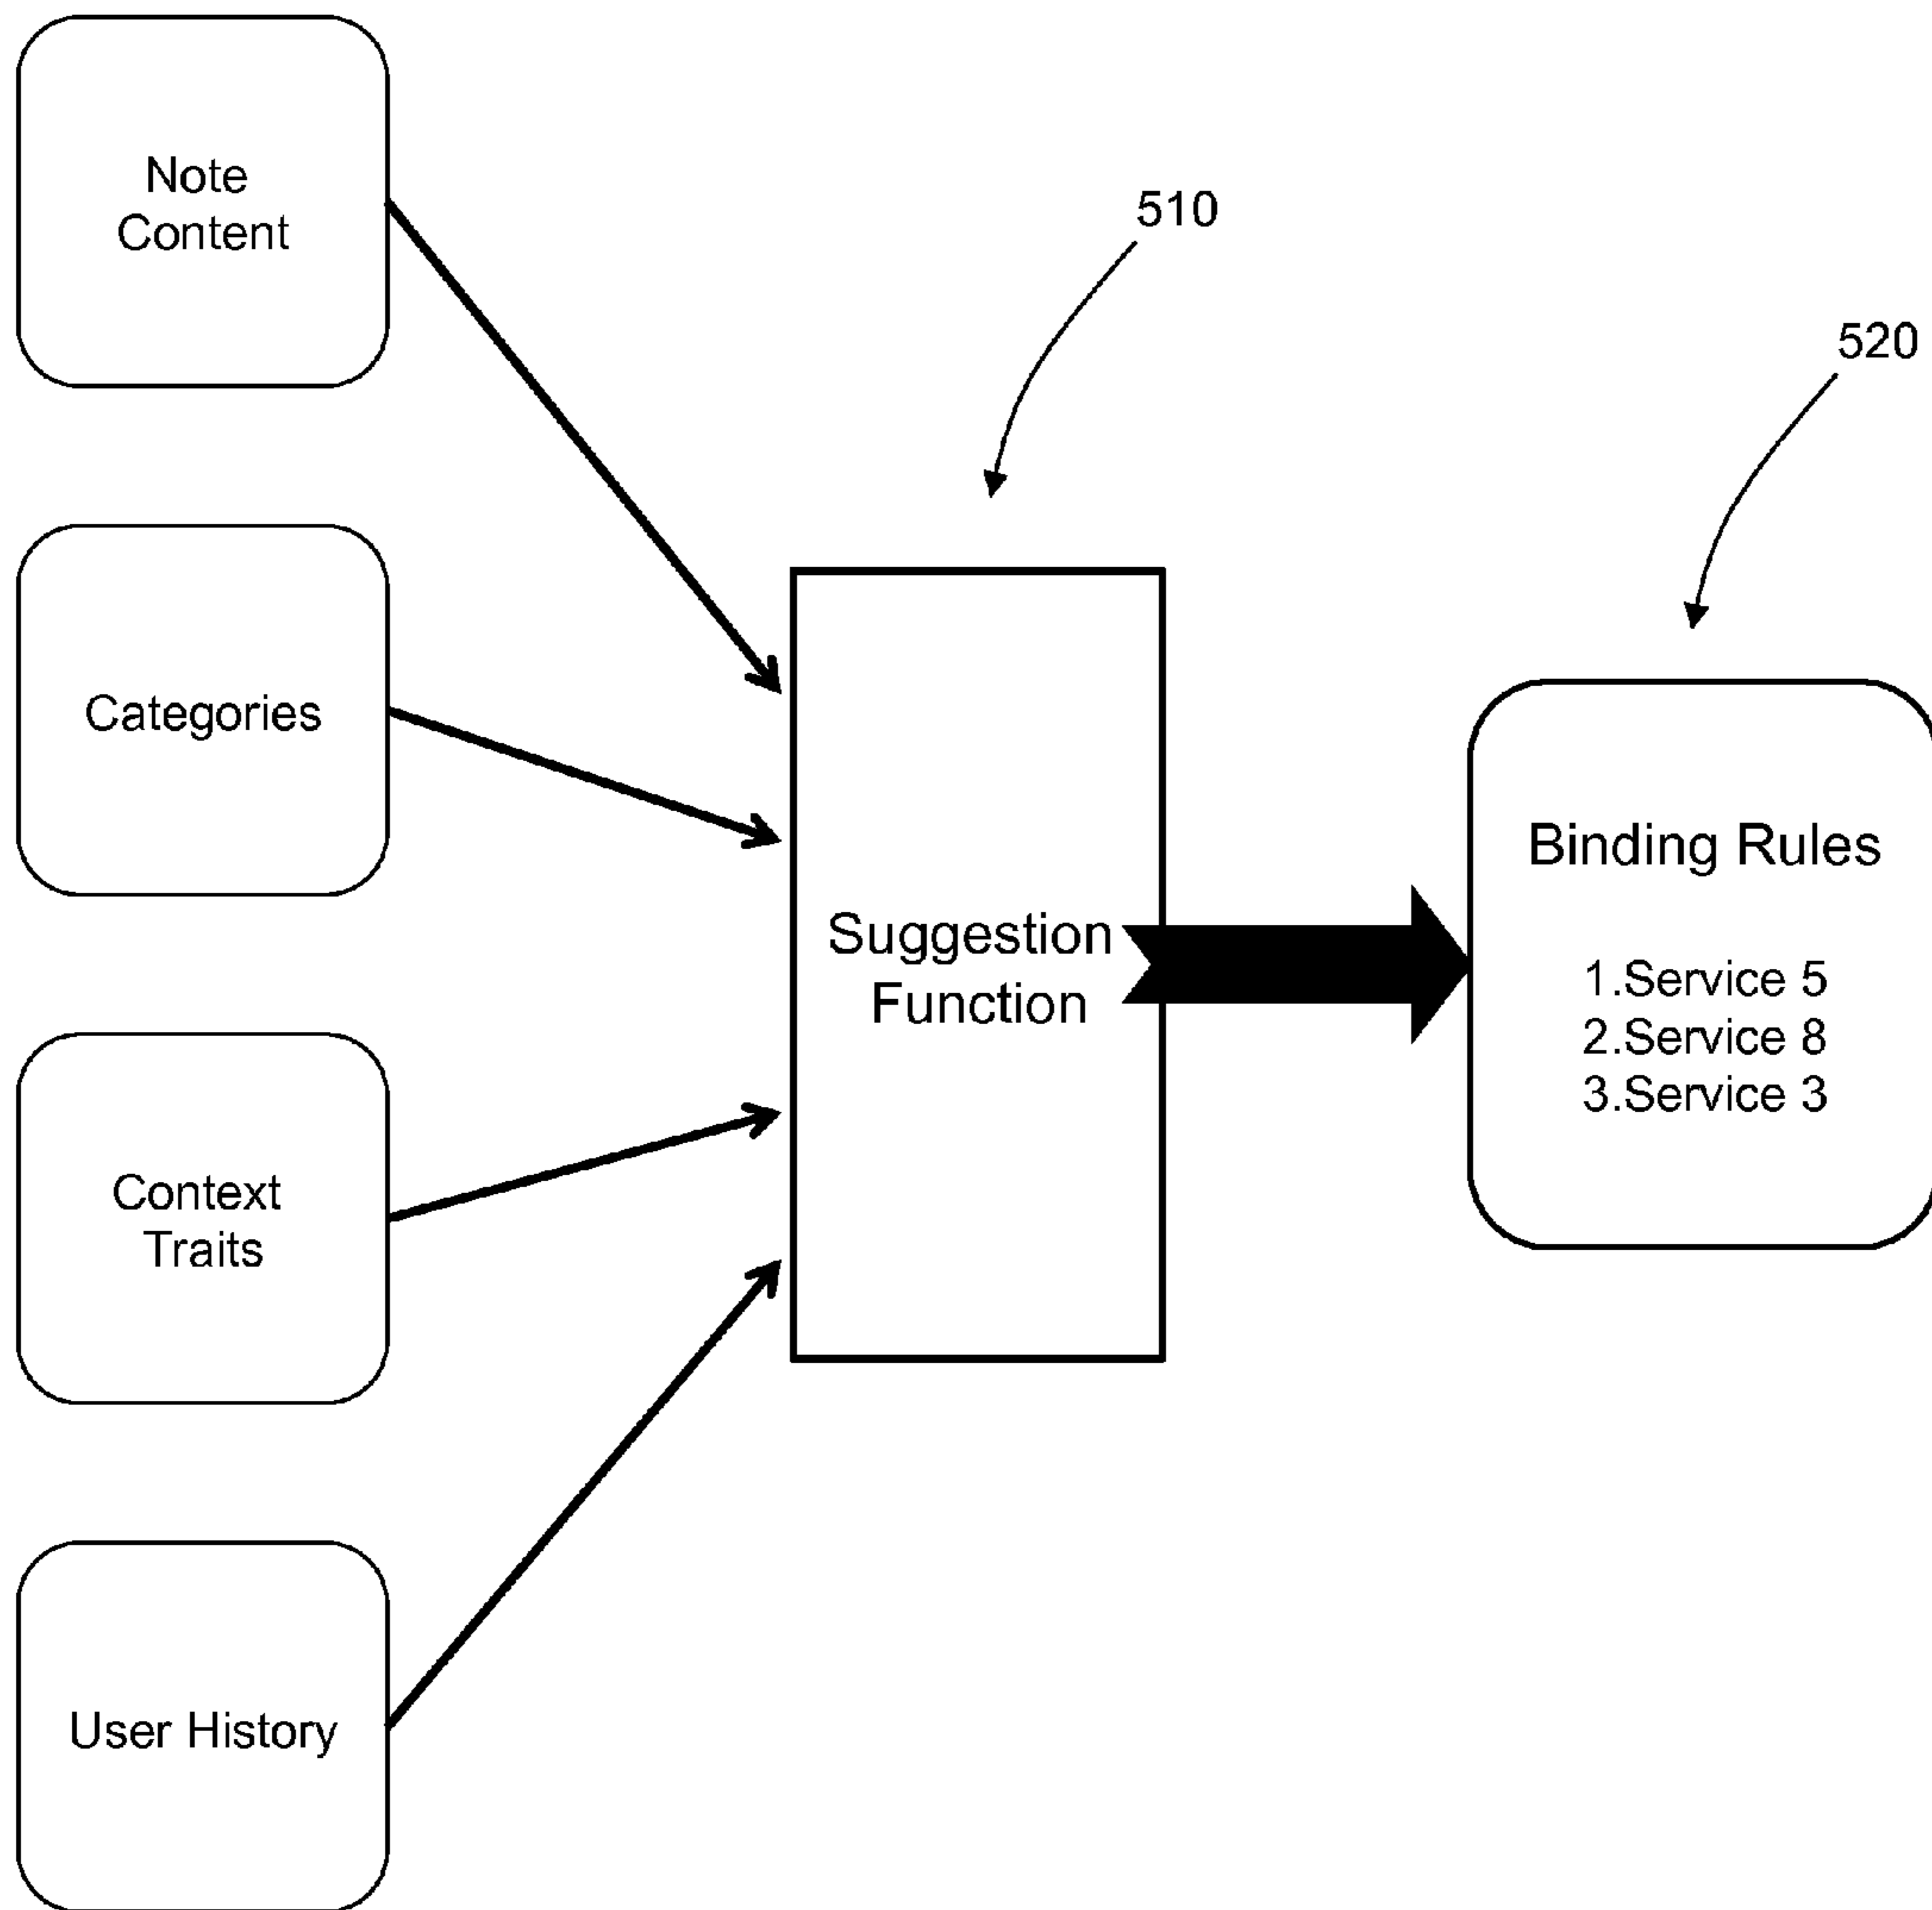 Note
Content
510
520
Categories
Binding Rules
Suggestion
Function
1.Service 5
2.Service 8
3.Service 3
Context
Traits
User History